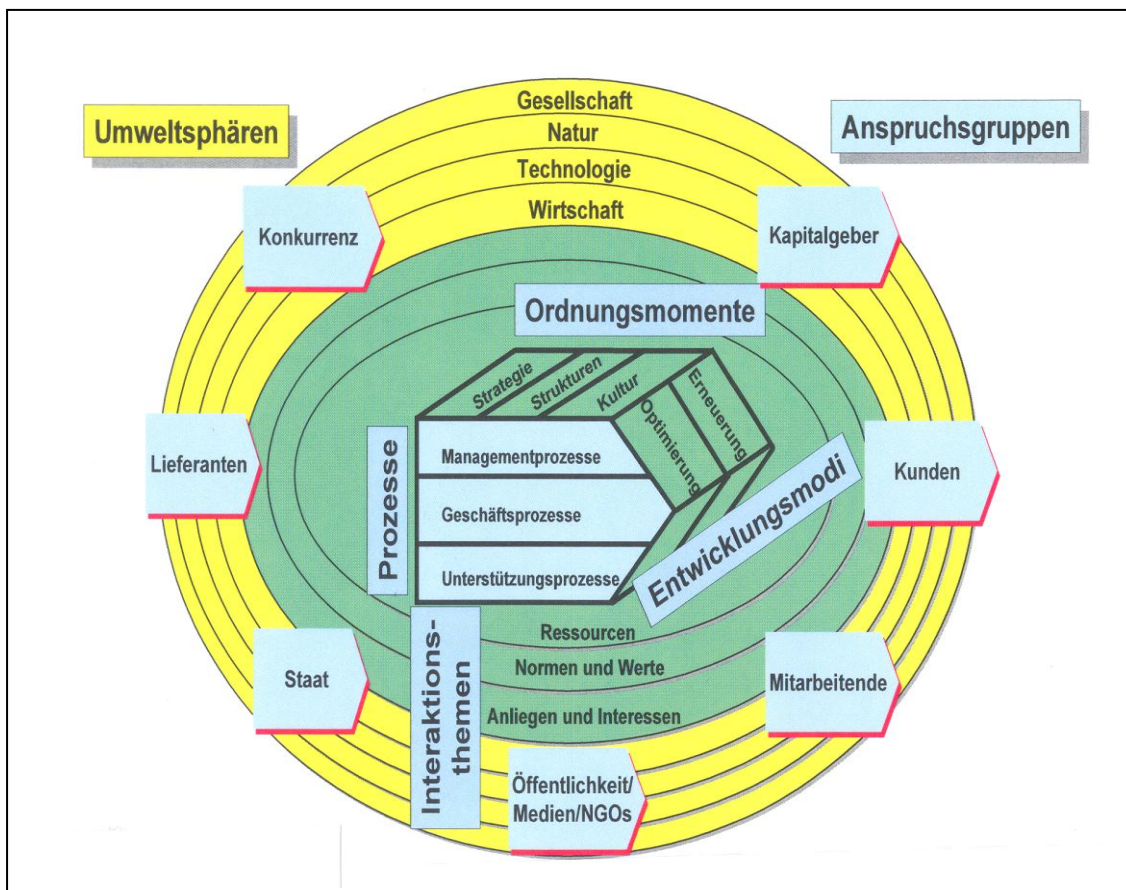 Gesellschaft
Umweltsphären
Anspruchsgruppen
Natur
Technologie
Wirtschaft
Konkurrenz
Kapitalgeber
Ordnungsmomente
Strategie
Strukturen
Kultur
Erneuerung
Optimierung
Prozesse
Managementprozesse
Lieferanten
Kunden
Geschäftsprozesse
Entwicklungsmodi
Unterstützungsprozesse
Ressourcen
Normen und Werte
Interaktions-
themen
Staat
Mitarbeitende
Anliegen und Interessen
Öffentlichkeit/
Medien/NGOs